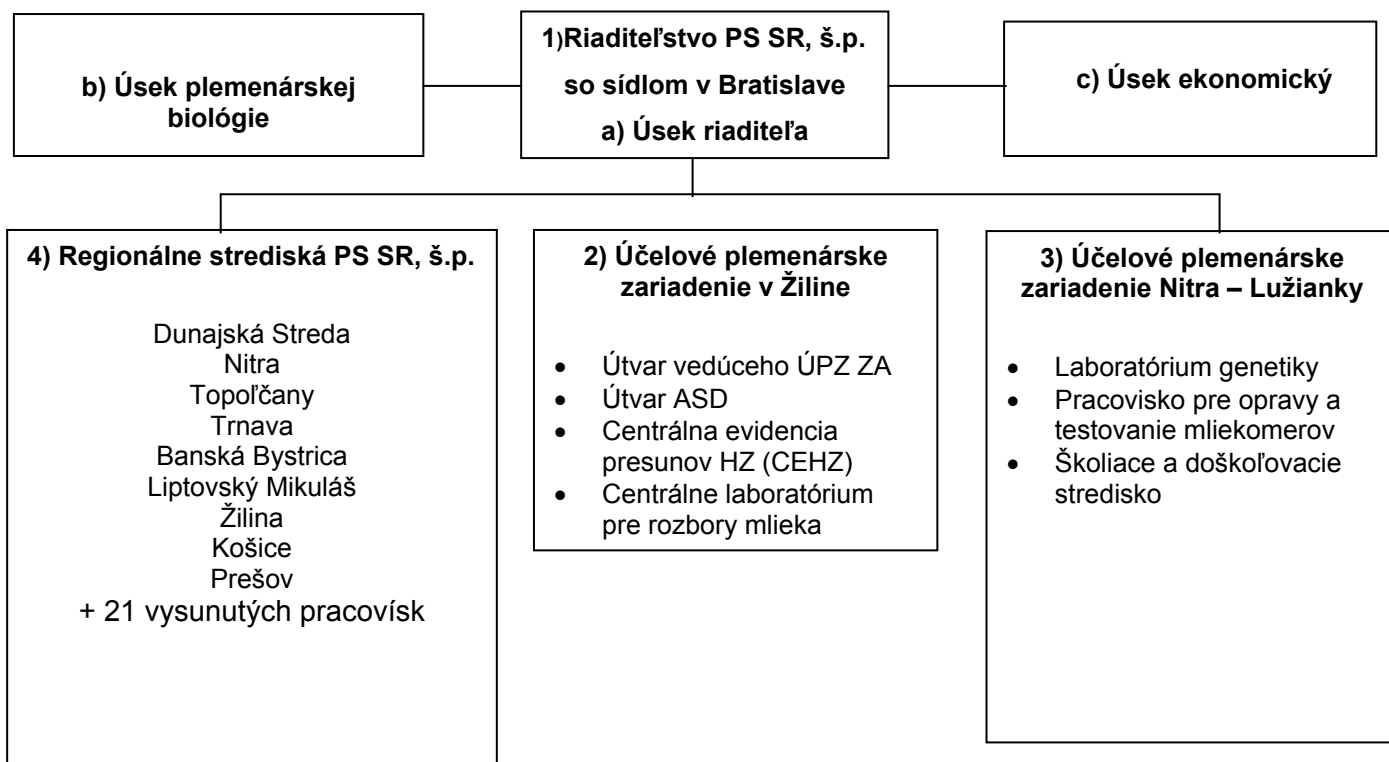 b) Úsek plemenárskej
biológie
1)Riaditeľstvo PS SR, š.p.
so sídlom v Bratislave
a) Úsek riaditeľa
c) Úsek ekonomický
4) Regionálne strediská PS SR, š.p.
Dunajská Streda
Nitra
Topoľčany
Trnava
Banská Bystrica
Liptovský Mikuláš
Žilina
Košice
Prešov
+ 21 vysunutých pracovísk
2) Účelové plemenárske
zariadenie v Žiline
• Útvar vedúceho ÚPZ ZA
• Útvar ASD
• Centrálna evidencia
presunov HZ (CEHZ)
• Centrálne laboratórium
pre rozbory mlieka
3) Účelové plemenárske
zariadenie Nitra – Lužianky
• Laboratórium genetiky
• Pracovisko pre opravy a
testovanie mliekomerov
• Školiace a doškoľovacie
stredisko